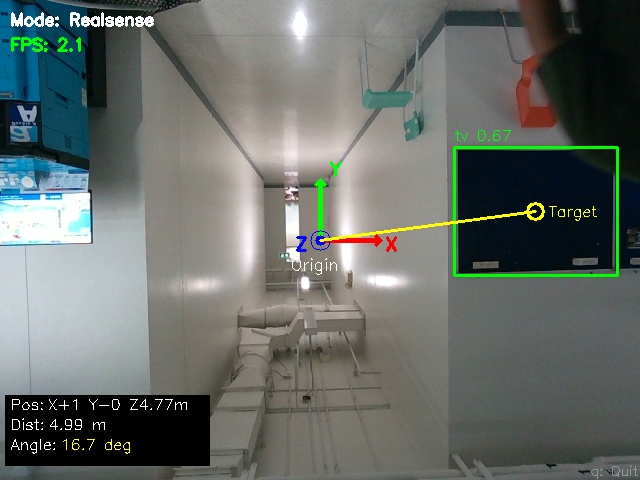 Mode: Realsense
FPS: 2.1
tv 0.67
Y
Target
Z
X
Origin
Pos: X+1 Y-0 Z4.77m
Dist: 4.99 m
Angle: 16.7 deg
q: Quit